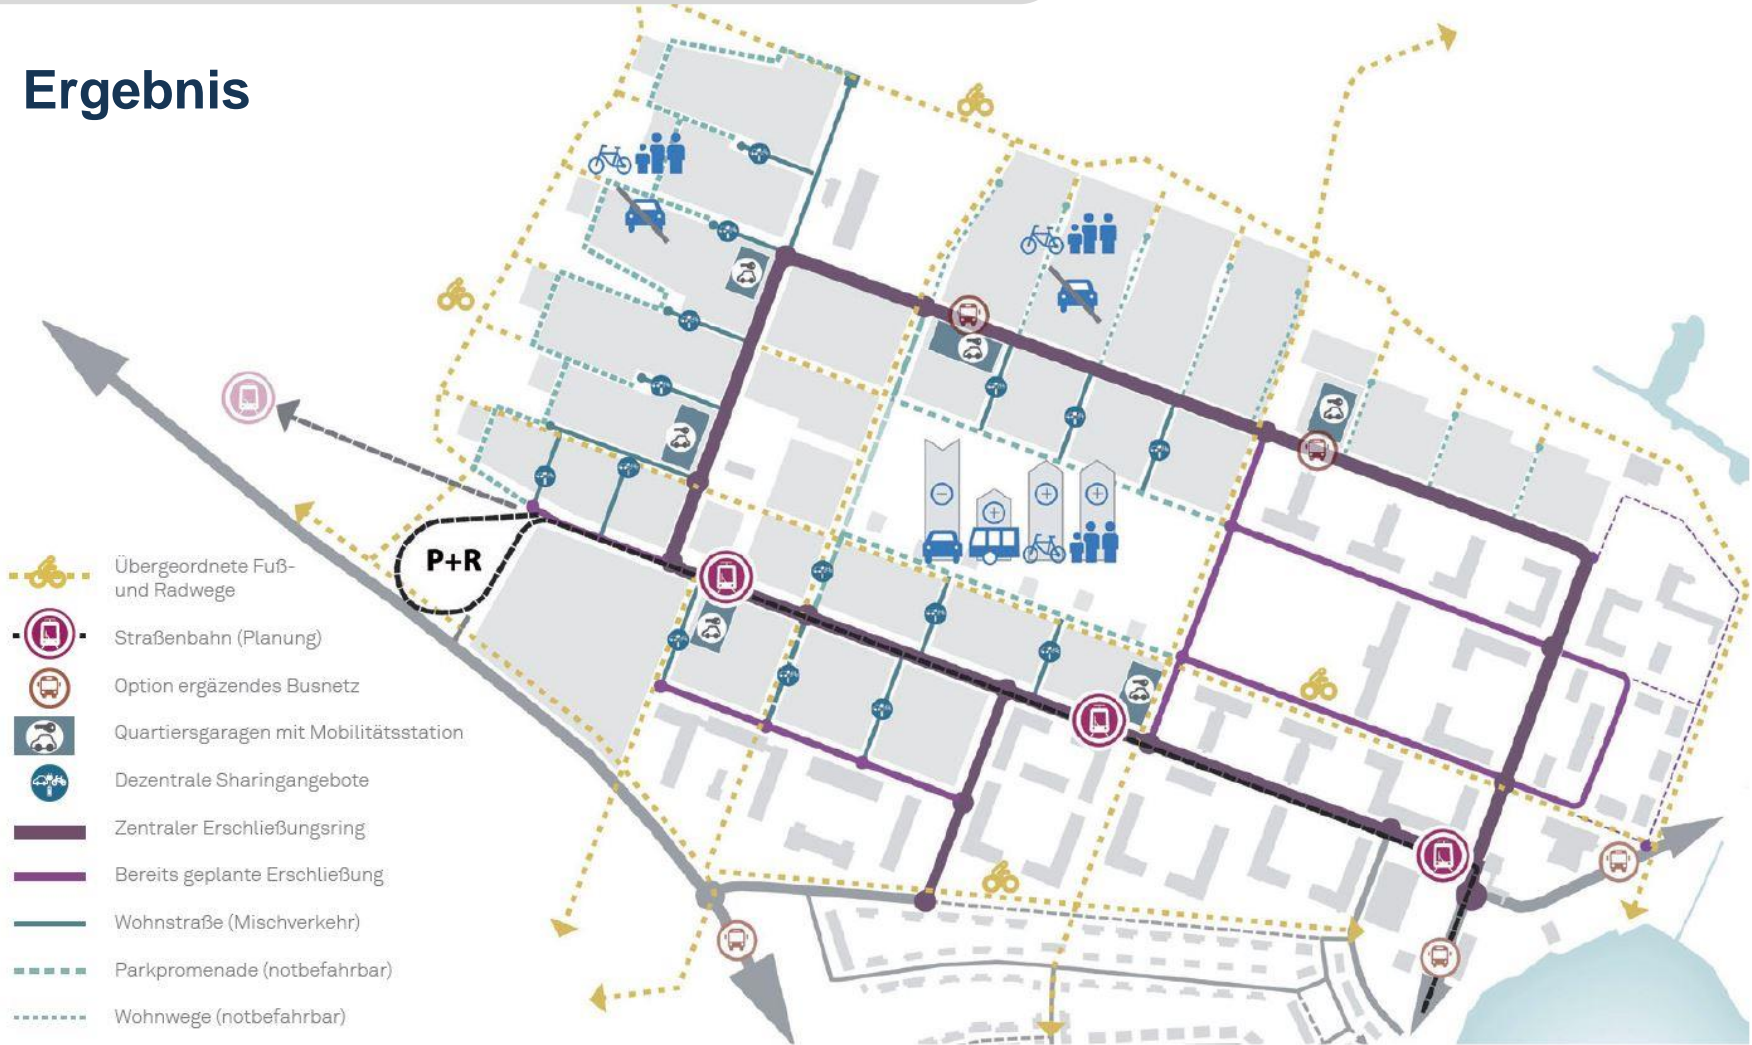 Ergebnis
P+R
Übergeordnete Fuß-
und Radwege
Straßenbahn (Planung)
Option ergäzendes Busnetz
Quartiersgaragen mit Mobilitätsstation
Dezentrale Sharingangebote
Zentraler Erschließungsring
Bereits geplante Erschließung
Wohnstraße (Mischverkehr)
Parkpromenade (notbefahrbar)
Wohnwege (notbefahrbar)